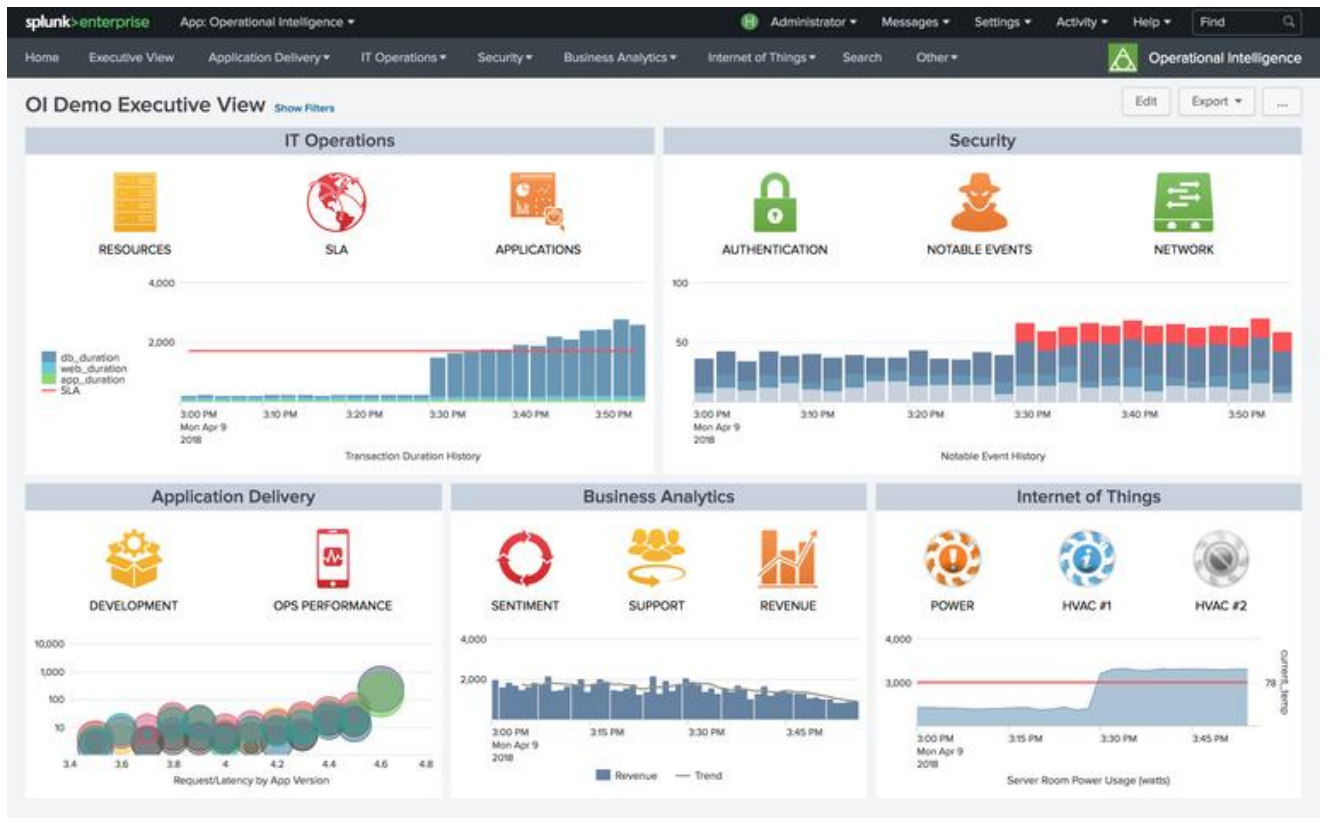 splunk>enterprise App: Operational Intelligence Administrator Messages Settings Activity Help Find
Home Executive View Application Delivery IT Operations Security Business Analytics Internet of Things Search Other Operational Intelligence
OI Demo Executive View Show Filters Edit Export ...
IT Operations
RESOURCES SLA APPLICATIONS
4,000
2,000
db_duration
web_duration
app_duration
SLA
3:00 PM 3:10 PM 3:20 PM 3:30 PM 3:40 PM 3:50 PM
Mon Apr 9
2018
Transaction Duration History
Security
AUTHENTICATION NOTABLE EVENTS NETWORK
100
50
3:00 PM 3:10 PM 3:20 PM 3:30 PM 3:40 PM 3:50 PM
Mon Apr 9
2018
Notable Event History
Application Delivery
DEVELOPMENT OPS PERFORMANCE
10,000
1,000
100
10
3.4 3.6 3.8 4 4.2 4.4 4.6 4.8
Request/Latency by App Version
Business Analytics
SENTIMENT SUPPORT REVENUE
4,000
2,000
3:00 PM 3:15 PM 3:30 PM 3:45 PM
Mon Apr 9
2018
Revenue Trend
Internet of Things
POWER HVAC #1 HVAC #2
4,000
3,000
78
current_temp
3:00 PM 3:15 PM 3:30 PM 3:45 PM
Mon Apr 9
2018
Server Room Power Usage (watts)